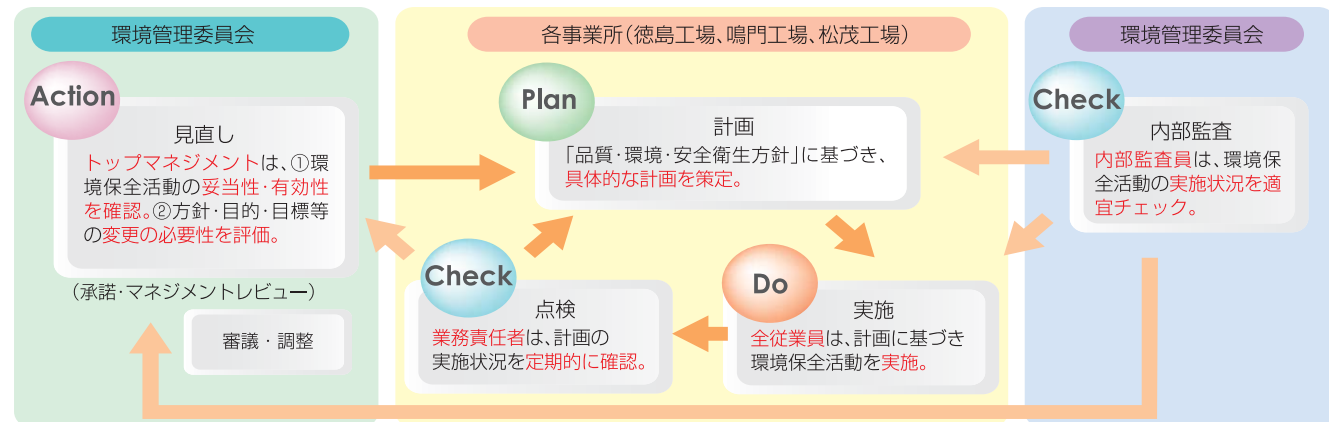 環境管理委員会
Action
見直し
トップマネジメントは、①環
境保全活動の妥当性・有効性
を確認。②方針・目的・目標等
の変更の必要性を評価。
(承諾・マネジメントレビュー)
審議・調整
各事業所(徳島工場、鳴門工場、松茂工場)
Plan
計画
「品質・環境・安全衛生方針」に基づき、
具体的な計画を策定。
Check
点検
業務責任者は、計画の
実施状況を定期的に確認。
Do
実施
全従業員は、計画に基づき
環境保全活動を実施。
環境管理委員会
Check
内部監査
内部監査員は、環境保
全活動の実施状況を適
宜チェック。